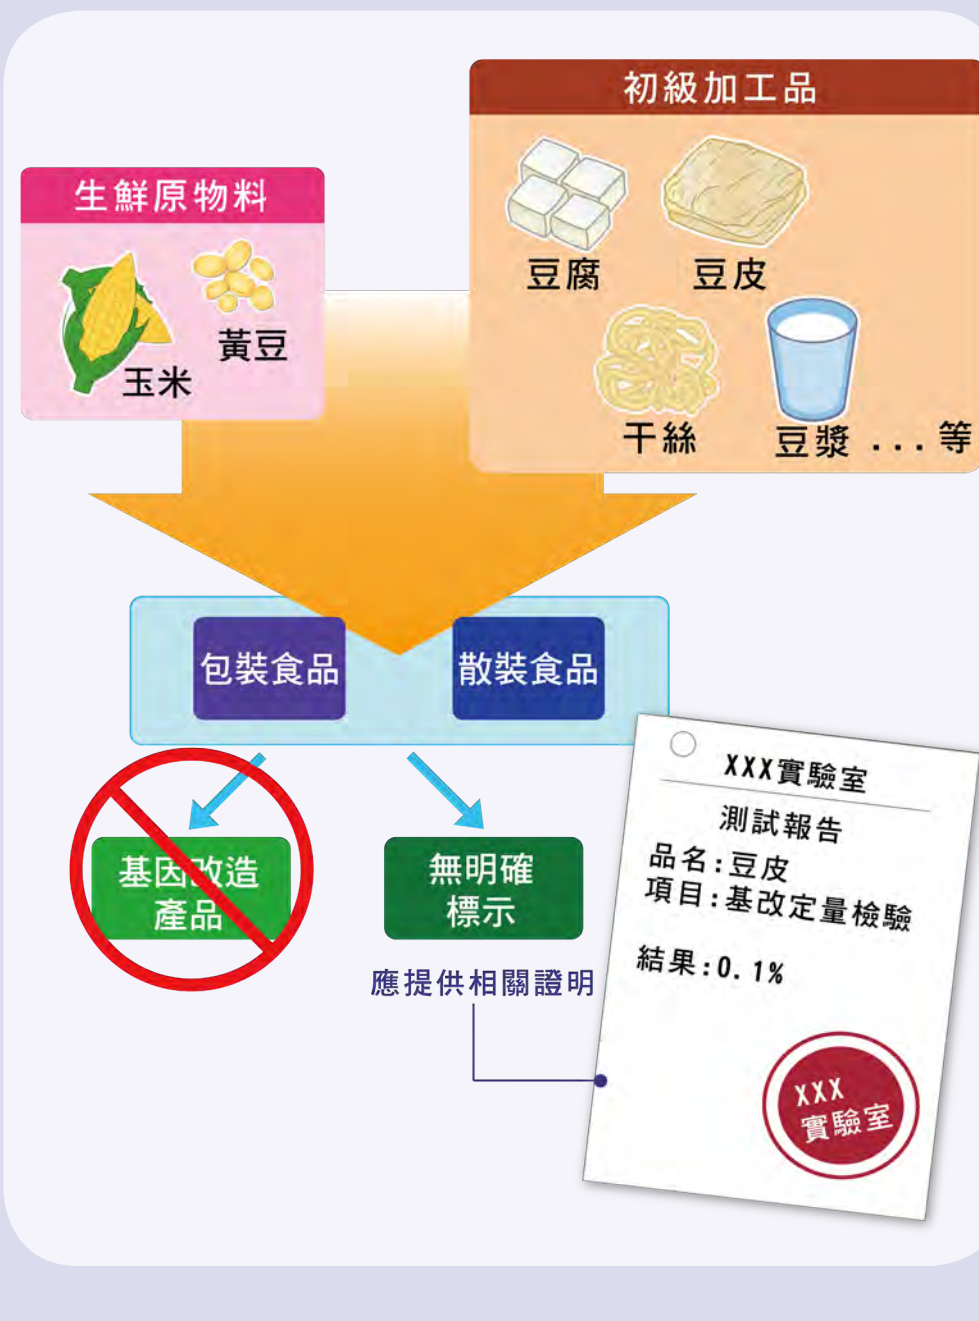 初級加工品
豆腐
豆皮
干絲
豆漿 ...等
生鮮原物料
玉米
黃豆
包裝食品
散裝食品
基因改造
產品
無明確
標示
應提供相關證明
XXX實驗室
測試報告
品名:豆皮
項目:基改定量檢驗
結果:0.1%
XXX
實驗室